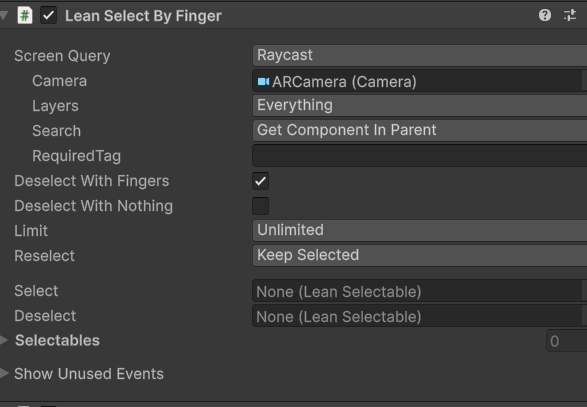 Lean Select By Finger
Screen Query Raycast
Camera ARCamera (Camera)
Layers Everything
Search Get Component In Parent
RequiredTag
Deselect With Fingers
Deselect With Nothing
Limit Unlimited
Reselect Keep Selected
Select None (Lean Selectable)
Deselect None (Lean Selectable)
Selectables 0
Show Unused Events